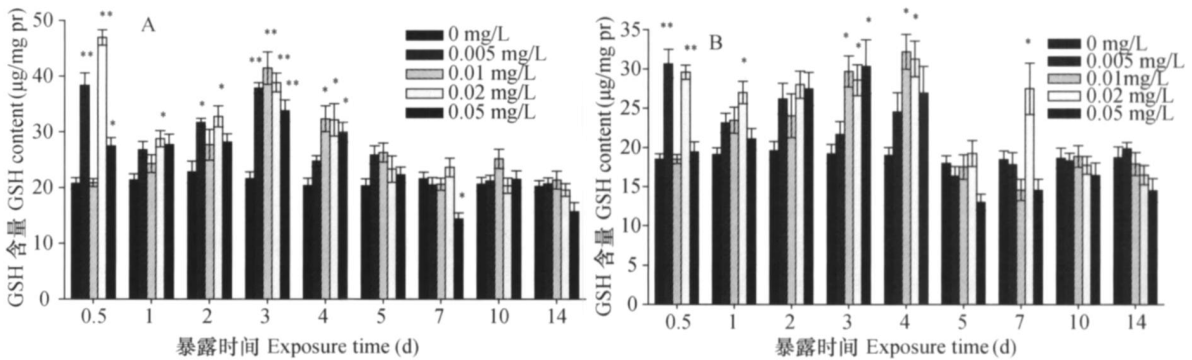 A
GSH 含量 GSH content (μg/mg pr)
50
40
30
20
10
0
** ** *
*
* *
** ** ** **
* * *
*
0 mg/L
0.005 mg/L
0.01 mg/L
0.02 mg/L
0.05 mg/L
0.5 1 2 3 4 5 7 10 14
暴露时间 Exposure time (d)
B
GSH 含量 GSH content (μg/mg pr)
35
30
25
20
15
10
5
0
** **
*
* * *
* *
*
0 mg/L
0.005 mg/L
0.01mg/L
0.02 mg/L
0.05 mg/L
0.5 1 2 3 4 5 7 10 14
暴露时间 Exposure time (d)